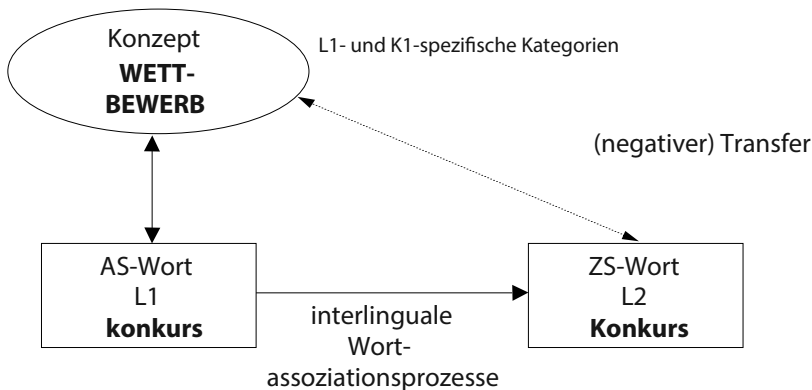 Konzept
WETT-
BEWERB
L1- und K1-spezifische Kategorien
(negativer) Transfer
AS-Wort
L1
konkurs
interlinguale
Wort-
assoziationsprozesse
ZS-Wort
L2
Konkurs